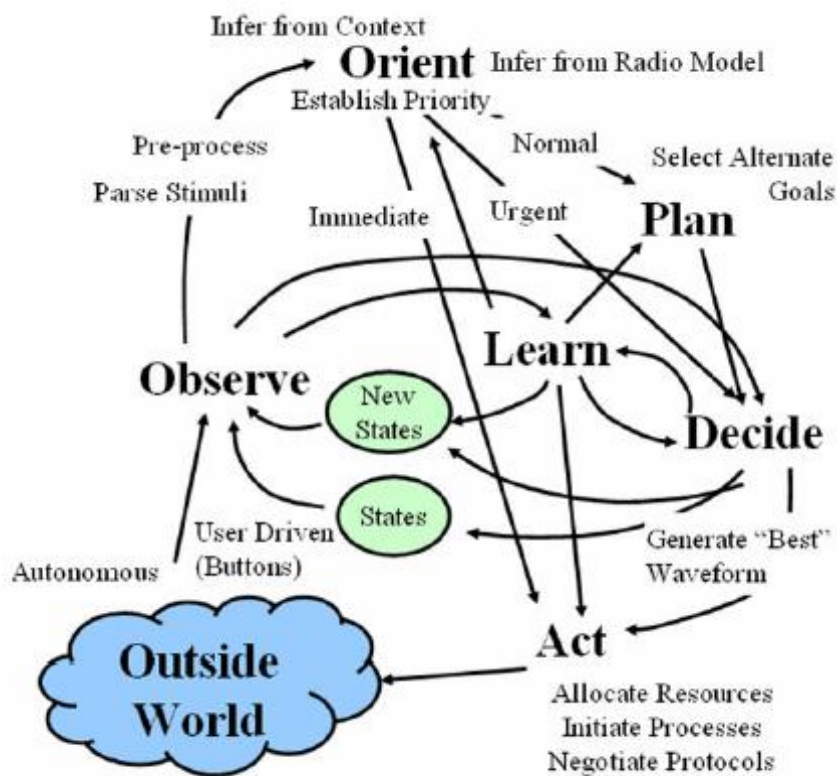 Infer from Context
Orient
Infer from Radio Model
Establish Priority
Pre-process
Normal
Select Alternate
Goals
Parse Stimuli
Immediate
Urgent
Plan
Observe
Learn
New
States
Decide
States
User Driven
(Buttons)
Generate “Best”
Waveform
Autonomous
Outside
World
Act
Allocate Resources
Initiate Processes
Negotiate Protocols